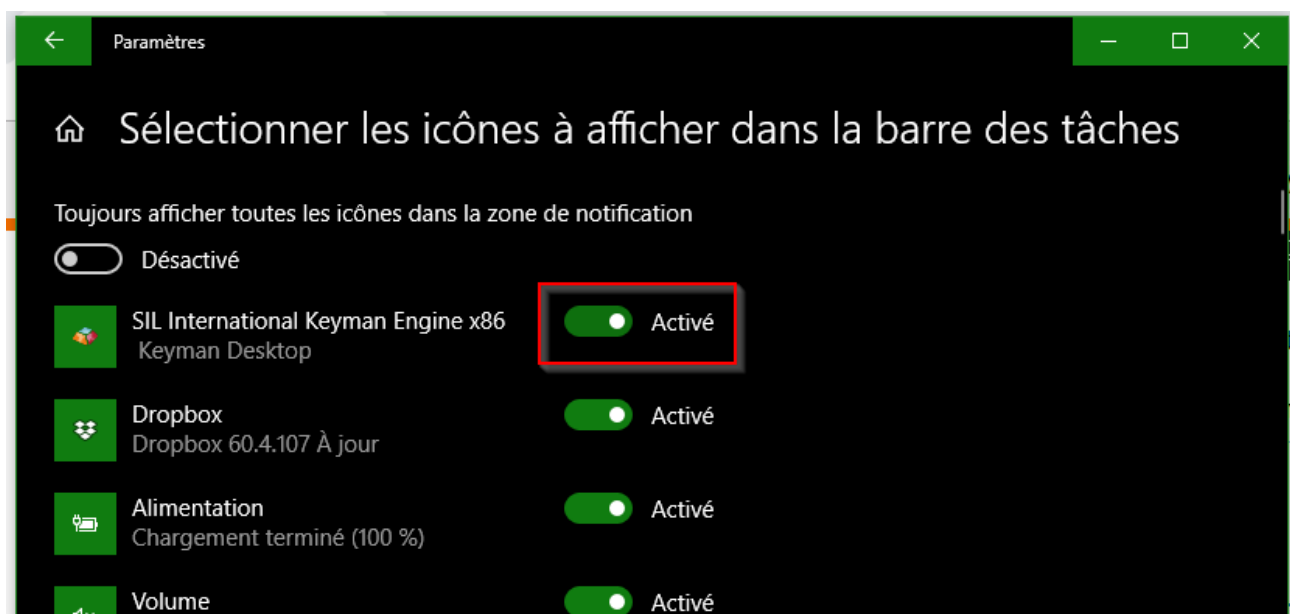 Paramètres
Sélectionner les icônes à afficher dans la barre des tâches
Toujours afficher toutes les icônes dans la zone de notification
Désactivé
SIL International Keyman Engine x86
Activé
Keyman Desktop
Dropbox
Activé
Dropbox 60.4.107 À jour
Alimentation
Activé
Chargement terminé (100 %)
Volume
Activé